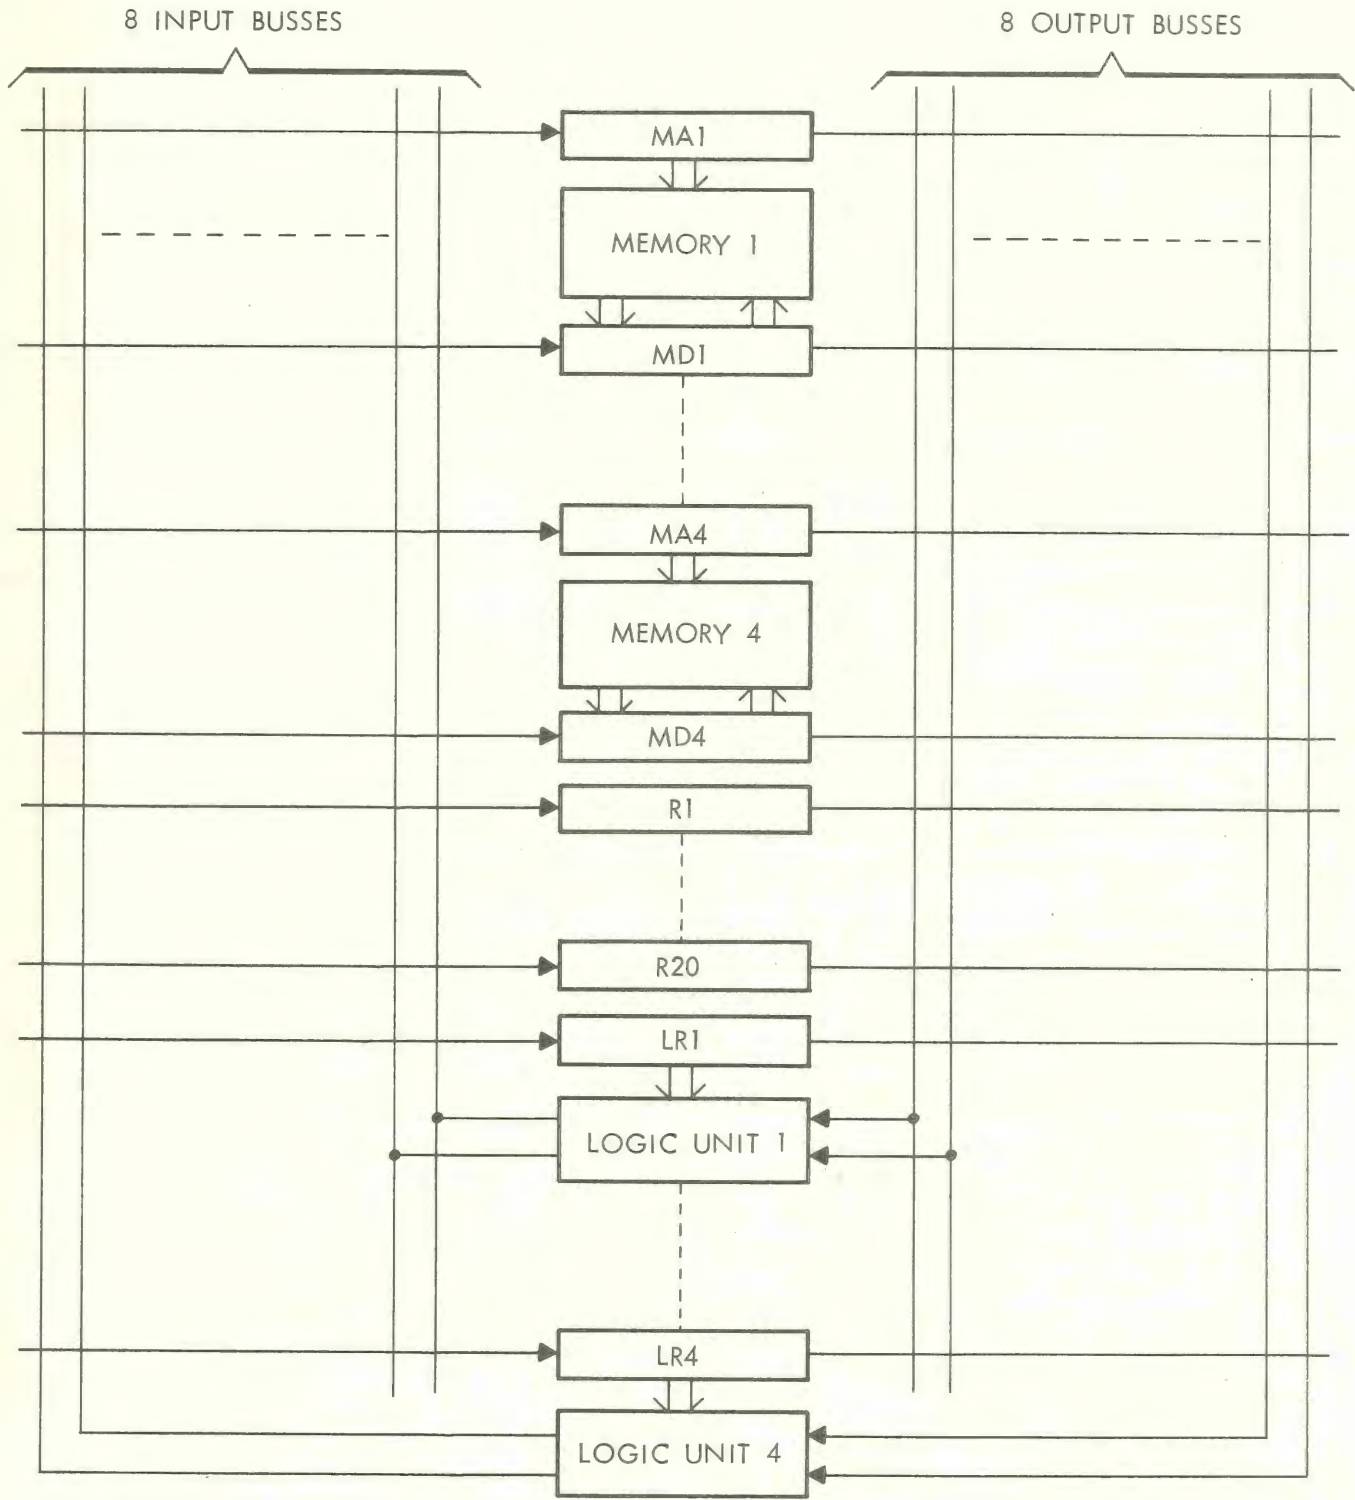 8 INPUT BUSSES
8 OUTPUT BUSSES
MA1
MEMORY 1
MD1
MA4
MEMORY 4
MD4
R1
R20
LR1
LOGIC UNIT 1
LR4
LOGIC UNIT 4